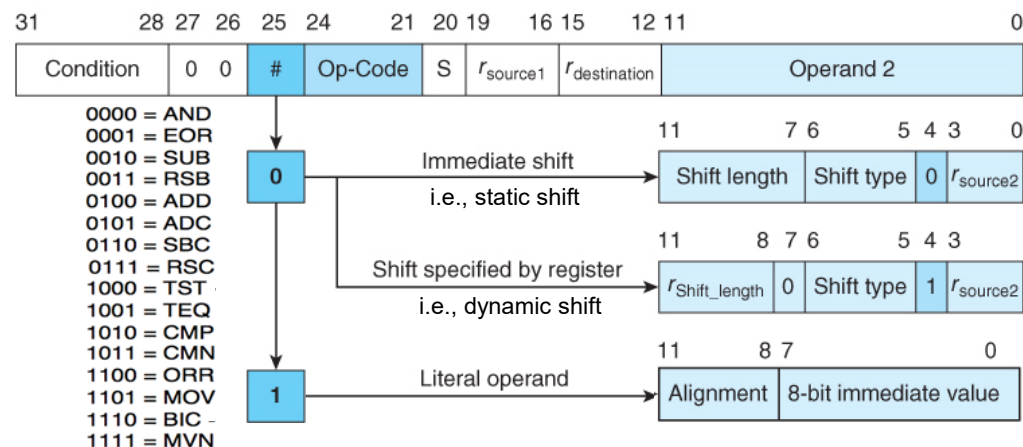 31 28 27 26 25 24 21 20 19 16 15 12 11 0
Condition 0 0 # Op-Code S rsource1 rdestination Operand 2
0000 = AND
0001 = EOR
0010 = SUB
0011 = RSB
0100 = ADD
0101 = ADC
0110 = SBC
0111 = RSC
1000 = TST
1001 = TEQ
1010 = CMP
1011 = CMN
1100 = ORR
1101 = MOV
1110 = BIC
1111 = MVN
0
Immediate shift
i.e., static shift
11 7 6 5 4 3 0
Shift length Shift type 0 rsource2
Shift specified by register
i.e., dynamic shift
11 8 7 6 5 4 3
rShift_length 0 Shift type 1 rsource2
1
Literal operand
11 8 7 0
Alignment 8-bit immediate value